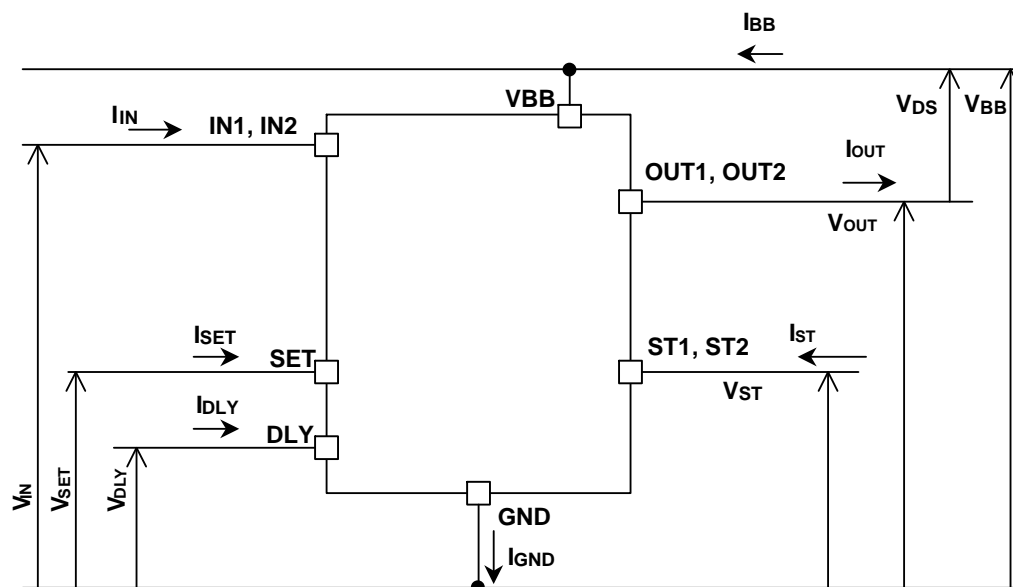 IBB
VBB
VDS
VBB
IIN
IN1, IN2
OUT1, OUT2
IOUT
VOUT
ISET
SET
ST1, ST2
IST
VST
IDLY
DLY
VIN
VSET
VDLY
GND
IGND